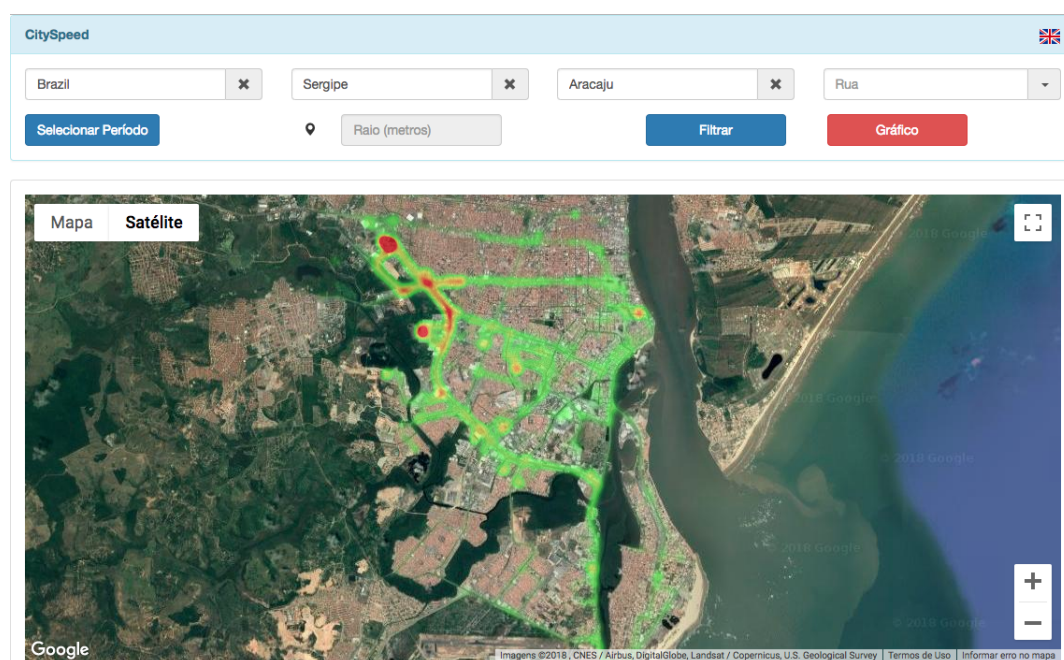 CitySpeed
Brazil
Sergipe
Aracaju
Rua
Selecionar Período
Raio (metros)
Filtrar
Gráfico
Mapa
Satélite
2018 Google
2018 Google
© 2018 Google
© 2018 Google
© 2018 Google
Google
Imagens ©2018 , CNES / Airbus, DigitalGlobe, Landsat / Copernicus, U.S. Geological Survey
Termos de Uso
Informar erro no mapa